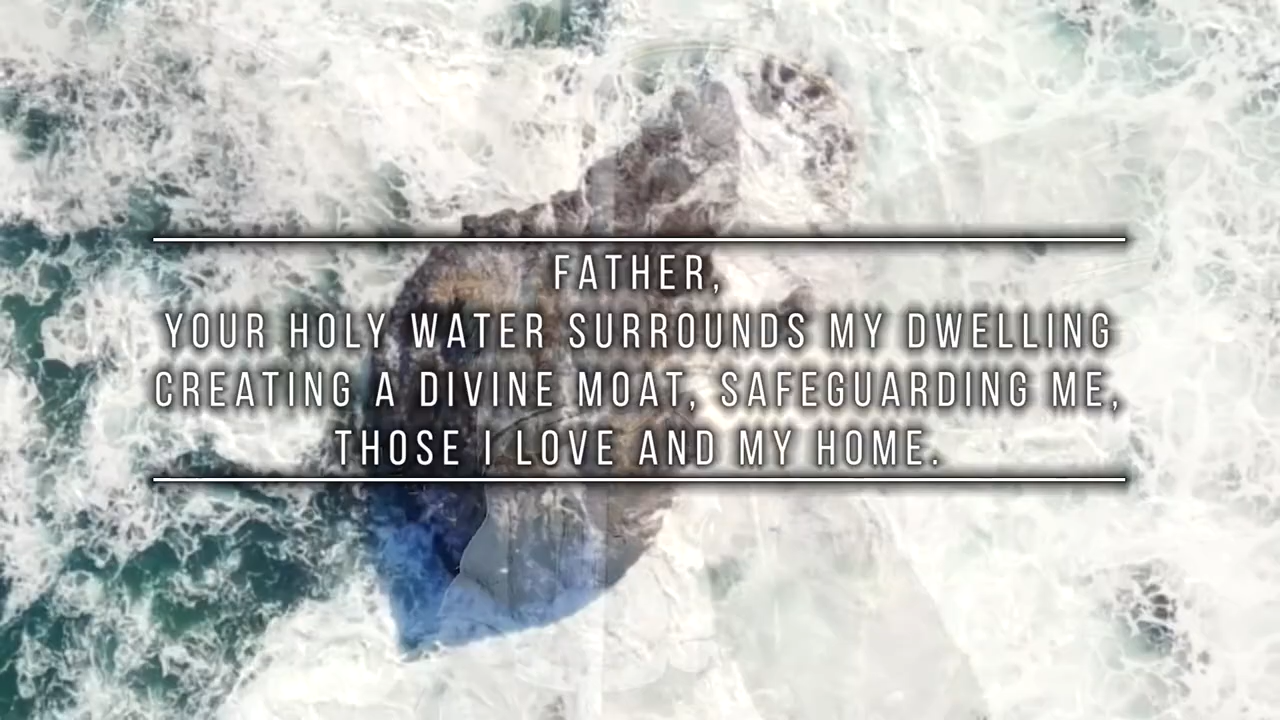 FATHER,
YOUR HOLY WATER SURROUNDS MY DWELLING
CREATING A DIVINE MOAT, SAFEGUARDING ME,
THOSE I LOVE AND MY HOME.